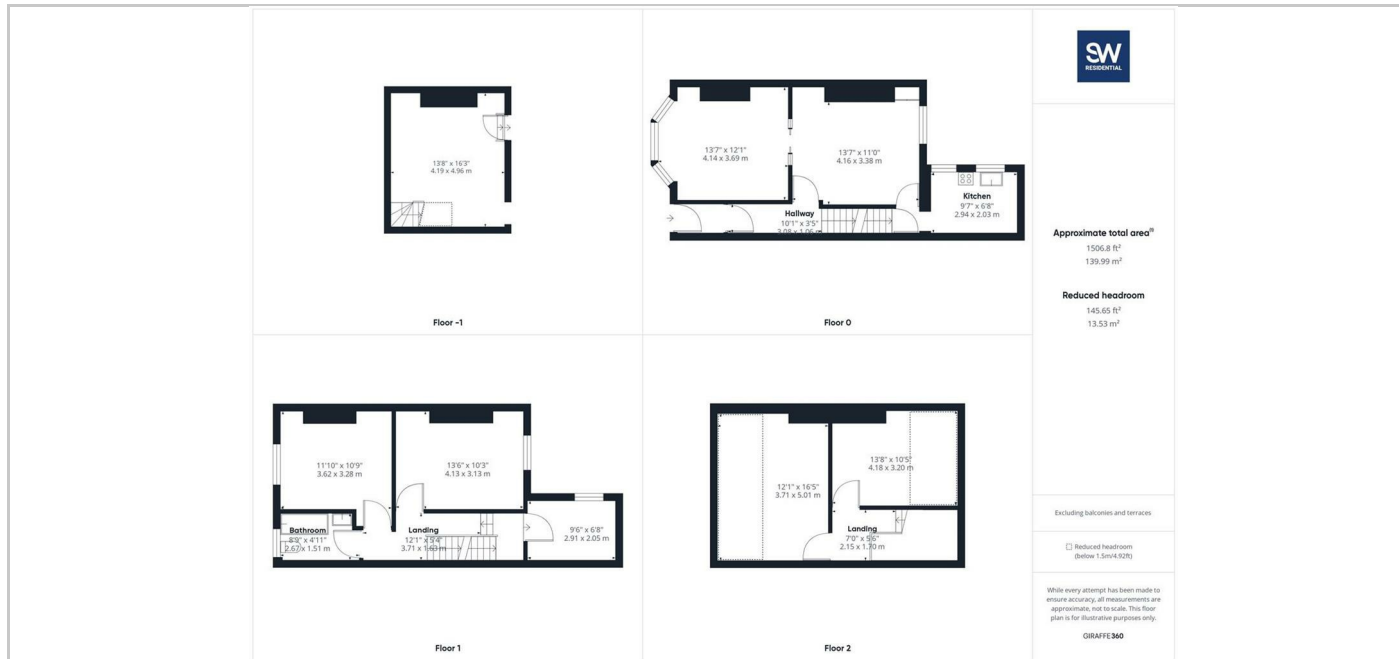 13'8" x 16'3"
4.19 x 4.96 m
Floor -1
13'7" x 12'1"
4.14 x 3.69 m
13'7" x 11'0"
4.16 x 3.38 m
Kitchen
9'7" x 6'8"
2.94 x 2.03 m
Hallway
10'1" x 3'5"
3.08 x 1.06 m
Floor 0
11'10" x 10'9"
3.62 x 3.28 m
13'6" x 10'3"
4.13 x 3.13 m
Bathroom
8'9" x 4'11"
2.67 x 1.51 m
Landing
12'1" x 5'4"
3.71 x 1.63 m
9'6" x 6'8"
2.91 x 2.05 m
Floor 1
12'1" x 16'5"
3.71 x 5.01 m
13'8" x 10'5"
4.18 x 3.20 m
Landing
7'0" x 5'6"
2.15 x 1.70 m
Floor 2
SW
RESIDENTIAL
Approximate total area(1)
1506.8 ft²
139.99 m²
Reduced headroom
145.65 ft²
13.53 m²
Excluding balconies and terraces
Reduced headroom
(below 1.5m/4.92ft)
While every attempt has been made to
ensure accuracy, all measurements are
approximate, not to scale. This floor
plan is for illustrative purposes only.
GIRAFFE360